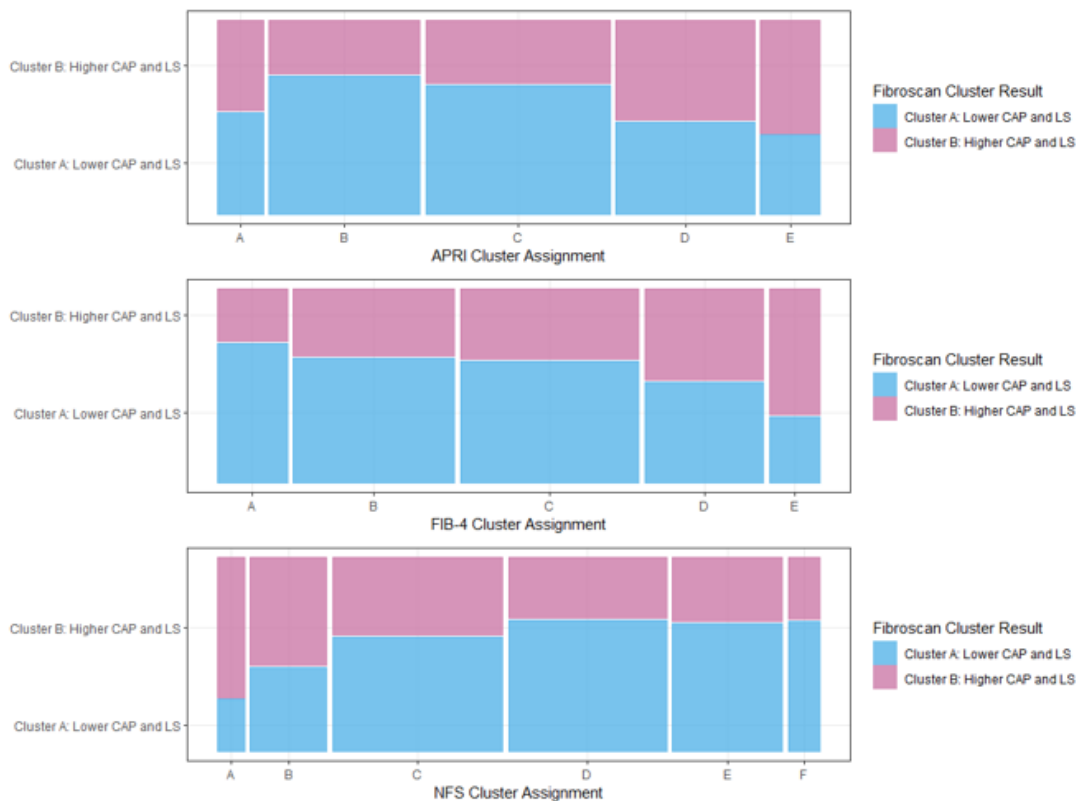 Cluster B: Higher CAP and LS
Cluster A: Lower CAP and LS
A B C D E
APRI Cluster Assignment
Fibroscan Cluster Result
Cluster A: Lower CAP and LS
Cluster B: Higher CAP and LS
Cluster B: Higher CAP and LS
Cluster A: Lower CAP and LS
A B C D E
FIB-4 Cluster Assignment
Fibroscan Cluster Result
Cluster A: Lower CAP and LS
Cluster B: Higher CAP and LS
Cluster B: Higher CAP and LS
Cluster A: Lower CAP and LS
A B C D E F
NFS Cluster Assignment
Fibroscan Cluster Result
Cluster A: Lower CAP and LS
Cluster B: Higher CAP and LS